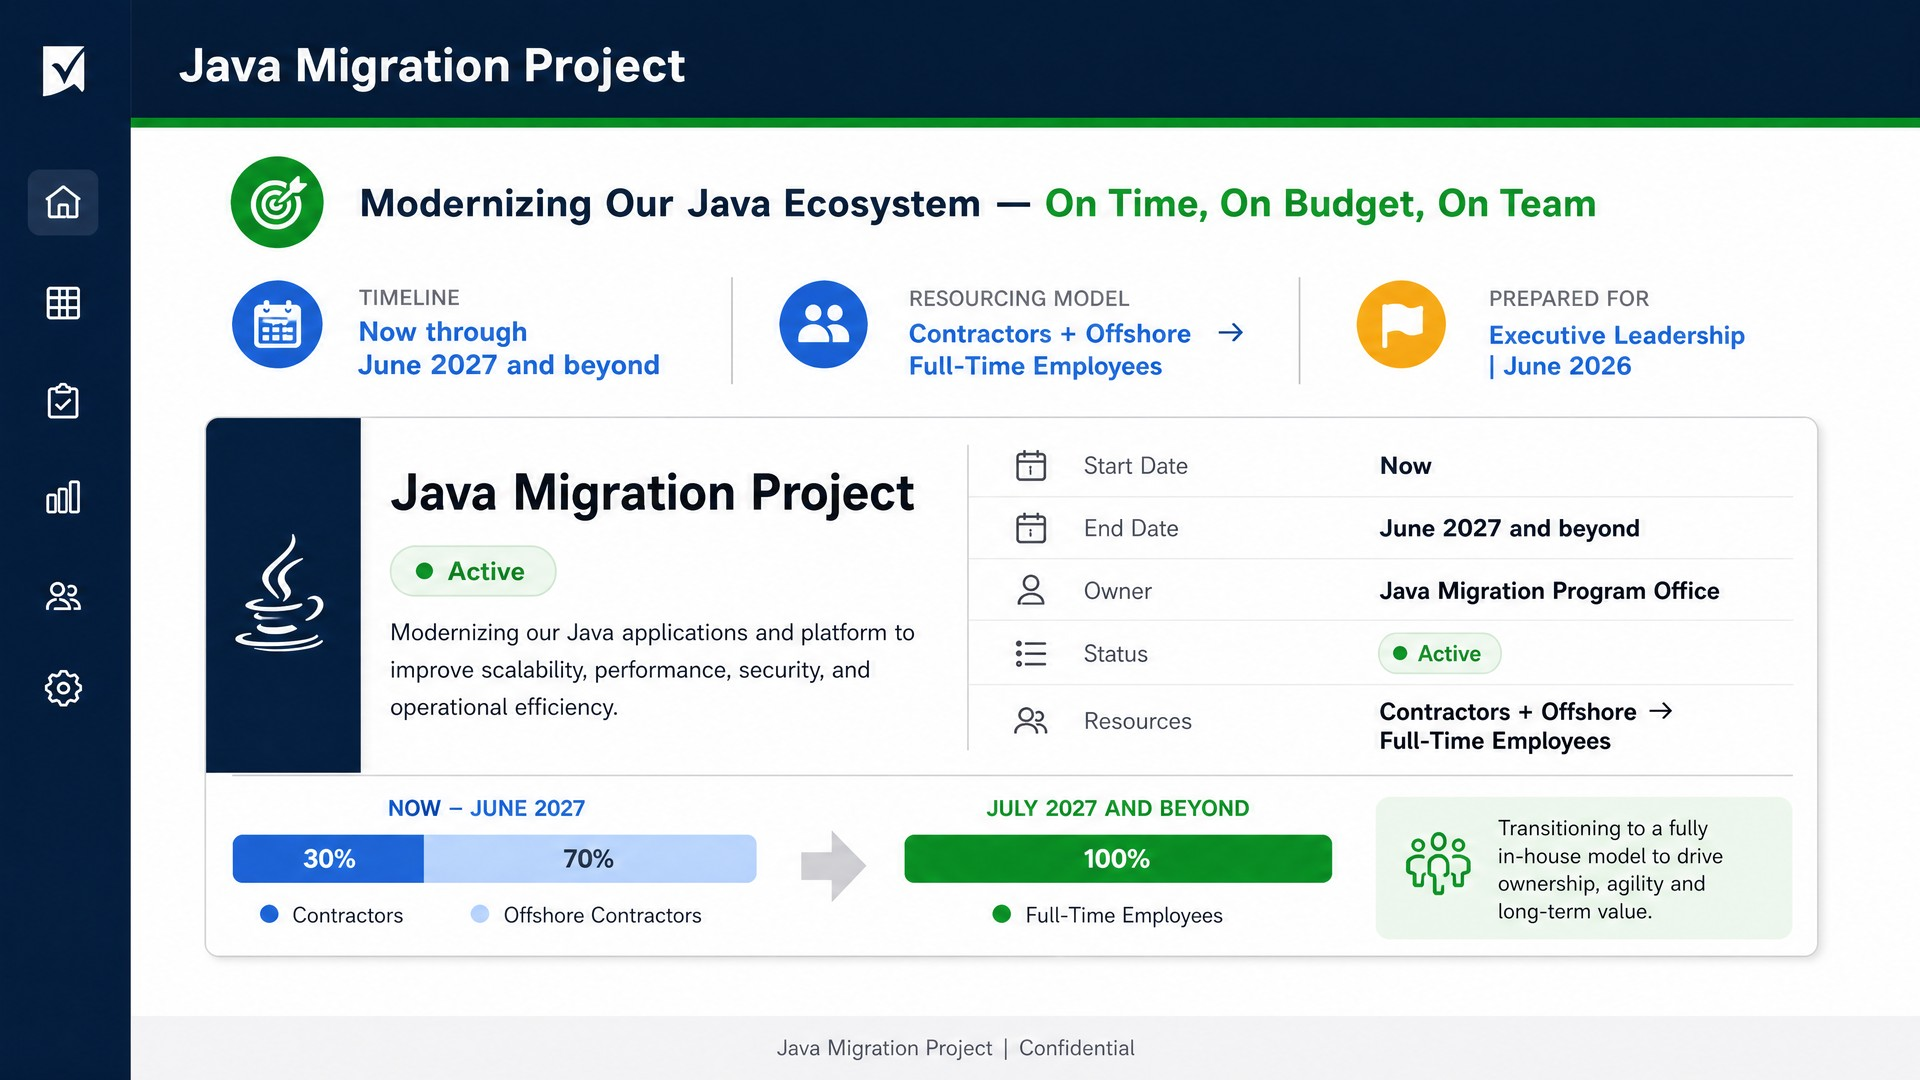 Java Migration Project
Modernizing Our Java Ecosystem — On Time, On Budget, On Team
TIMELINE
Now through
June 2027 and beyond
RESOURCING MODEL
Contractors + Offshore →
Full-Time Employees
PREPARED FOR
Executive Leadership
| June 2026
Java Migration Project
Active
Modernizing our Java applications and platform to
improve scalability, performance, security, and
operational efficiency.
Start Date Now
End Date June 2027 and beyond
Owner Java Migration Program Office
Status Active
Resources Contractors + Offshore →
Full-Time Employees
NOW – JUNE 2027
30% 70%
Contractors Offshore Contractors
JULY 2027 AND BEYOND
100%
Full-Time Employees
Transitioning to a fully
in-house model to drive
ownership, agility and
long-term value.
Java Migration Project | Confidential